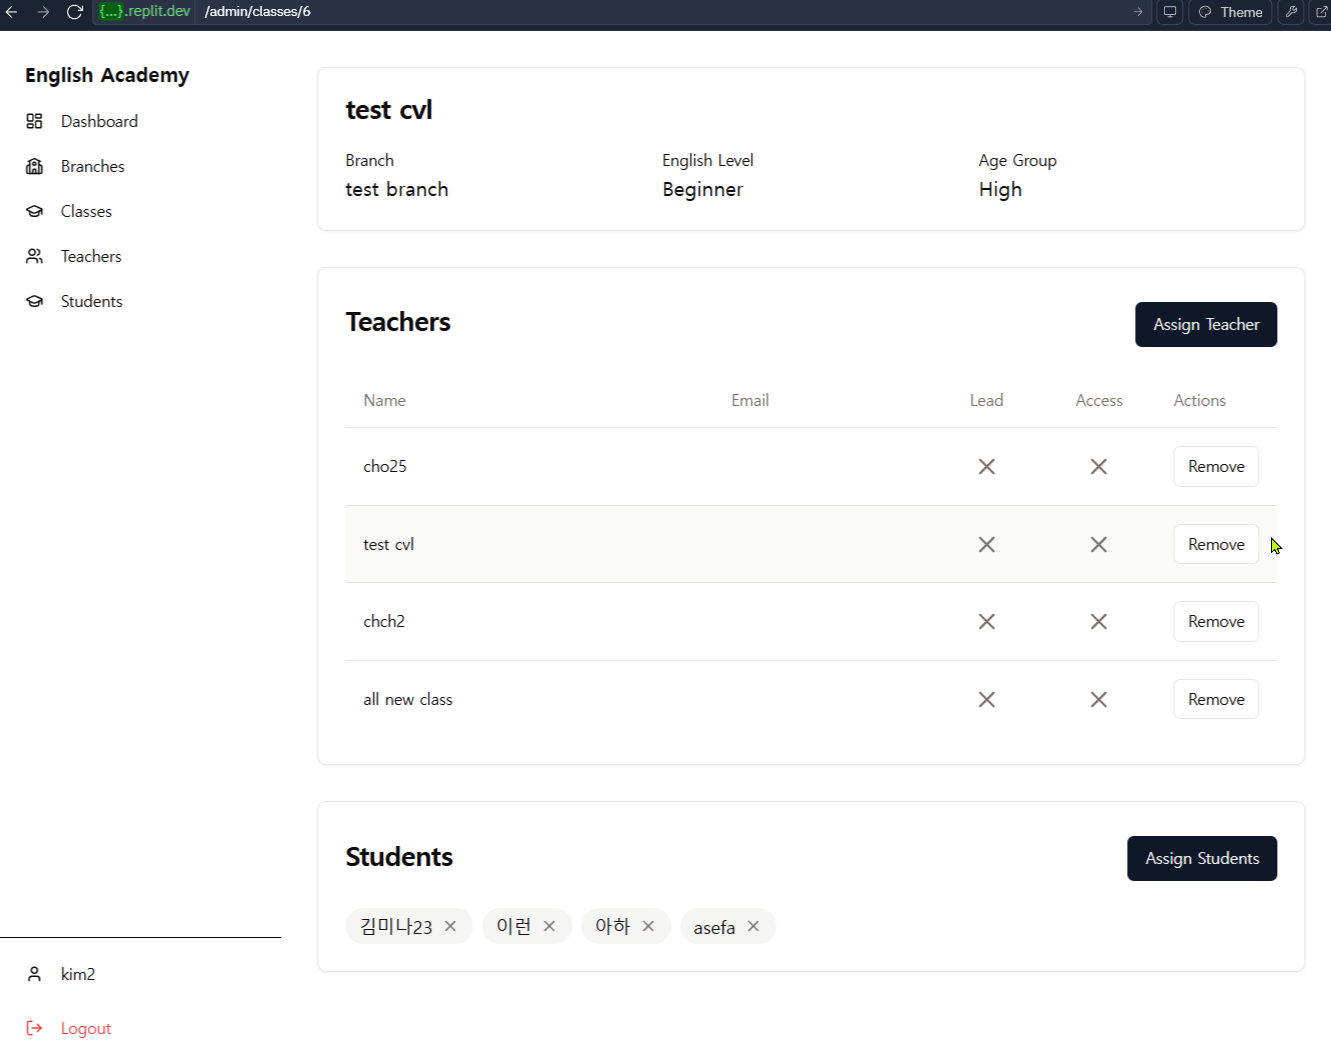 {...}.replit.dev /admin/classes/6 Theme
English Academy
Dashboard
Branches
Classes
Teachers
Students
kim2
Logout
test cvl
Branch English Level Age Group
test branch Beginner High
Teachers Assign Teacher
Name Email Lead Access Actions
cho25 Remove
test cvl Remove
chch2 Remove
all new class Remove
Students Assign Students
김미나23 이런 아하 asefa